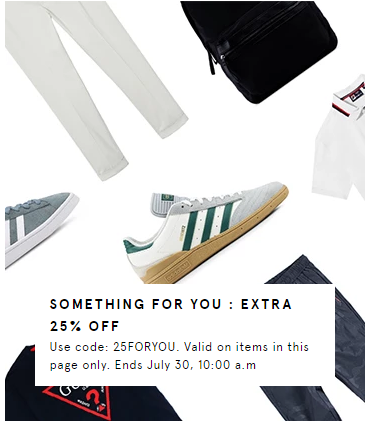 SOMETHING FOR YOU : EXTRA
25% OFF
Use code: 25FORYOU. Valid on items in this
page only. Ends July 30, 10:00 a.m